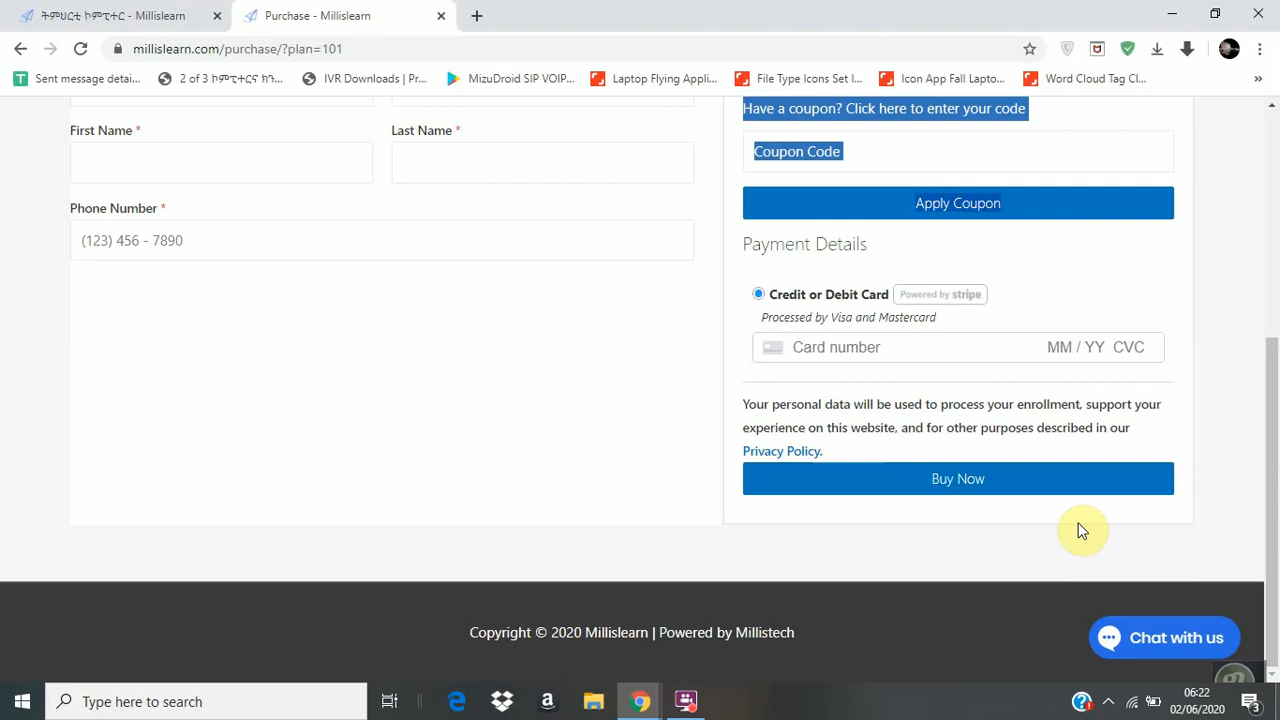 ትምህርቲ ኮምፒተር - Millislearn
Purchase - Millislearn
millislearn.com/purchase/?plan=101
Sent message detai...
2 of 3 ከምፒተር ከን...
IVR Downloads | Pr...
MizuDroid SIP VOIP...
Laptop Flying Appli...
File Type Icons Set I...
Icon App Fall Lapto...
Word Cloud Tag Cl...
»
First Name *
Last Name *
Phone Number *
(123) 456 - 7890
Have a coupon? Click here to enter your code
Coupon Code
Apply Coupon
Payment Details
Credit or Debit Card
Powered by stripe
Processed by Visa and Mastercard
Card number
MM / YY CVC
Your personal data will be used to process your enrollment, support your
experience on this website, and for other purposes described in our
Privacy Policy.
Buy Now
Copyright © 2020 Millislearn | Powered by Millistech
Chat with us
Type here to search
06:22
02/06/2020
3